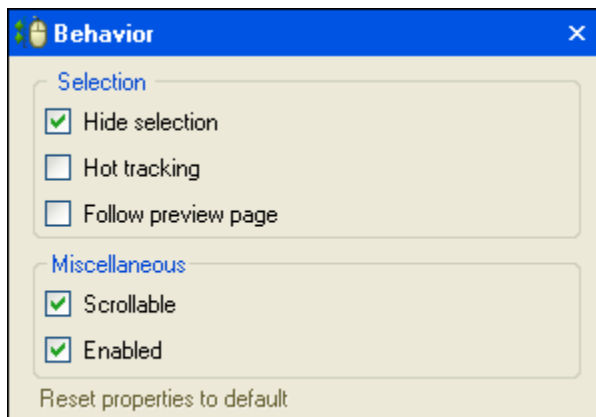 Behavior
Selection
Hide selection
Hot tracking
Follow preview page
Miscellaneous
Scrollable
Enabled
Reset properties to default